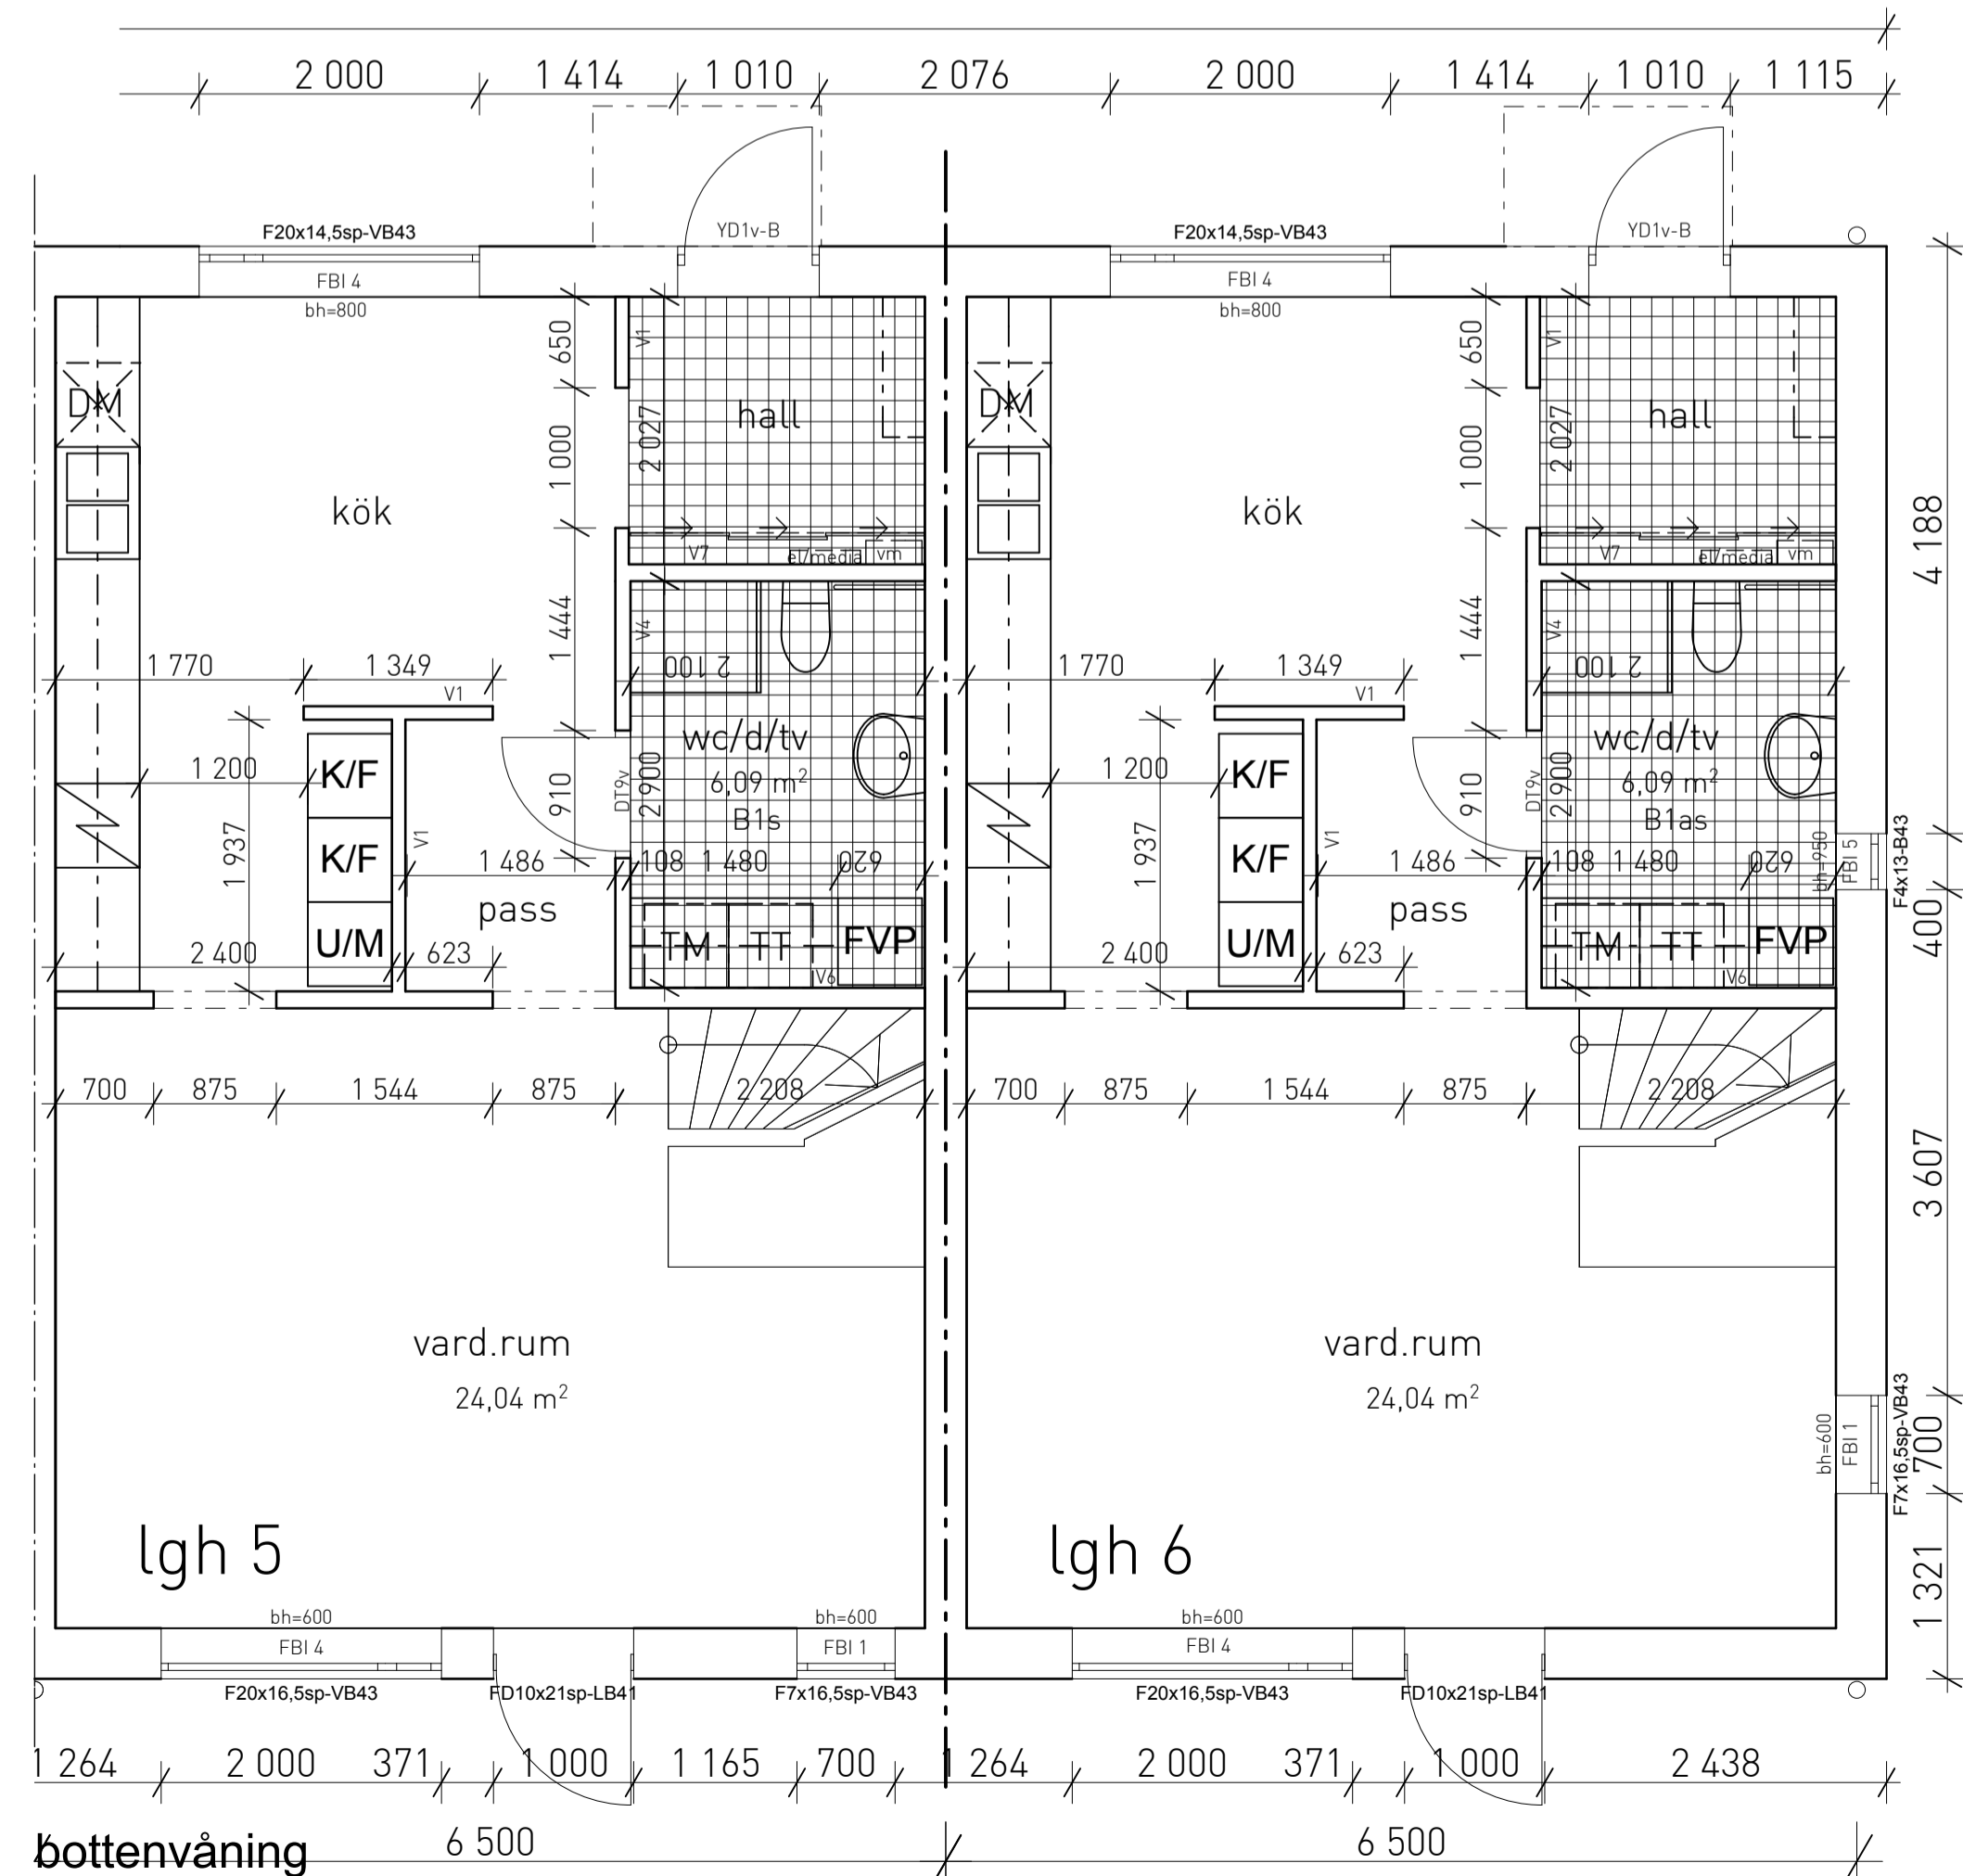 2 000 1 414 1 010 2 076 2 000 1 414 1 010 1 115
F20x14,5sp-VB43 YD1v-B F20x14,5sp-VB43 YD1v-B
FBI 4 FBI 4
bh=800 bh=800
650 V1 650 V1
DM hall DM hall
1 000 2 027 1 000 2 027
kök kök
4 188
V7 el/media vm V7 el/media vm
1 444 V4 1 444 V4
1 770 1 349 2 100 1 770 1 349 2 100
V1 V1
wc/d/tv wc/d/tv
1 200 K/F 6,09 m² 1 200 K/F 6,09 m²
910 DT9v 2 900 B1s 910 DT9v 2 900 B1as
1 937 K/F V1 1 486 108 1 480 620 1 937 K/F V1 1 486 108 1 480 620
bh=950 FBI 5 F4x13-B43
pass pass
400
2 400 U/M 623 TM TT FVP 2 400 U/M 623 TM TT FVP
V6 V6
700 875 1 544 875 2 208 700 875 1 544 875 2 208
3 607
vard.rum vard.rum
24,04 m² 24,04 m²
bh=600 FBI 1 F7x16,5sp-VB43 700
lgh 5 lgh 6
1 321
bh=600 bh=600 bh=600
FBI 4 FBI 1 FBI 4
F20x16,5sp-VB43 FD10x21sp-LB41 F7x16,5sp-VB43 F20x16,5sp-VB43 FD10x21sp-LB41
1 264 2 000 371 1 000 1 165 700 1 264 2 000 371 1 000 2 438
bottenvåning 6 500 6 500